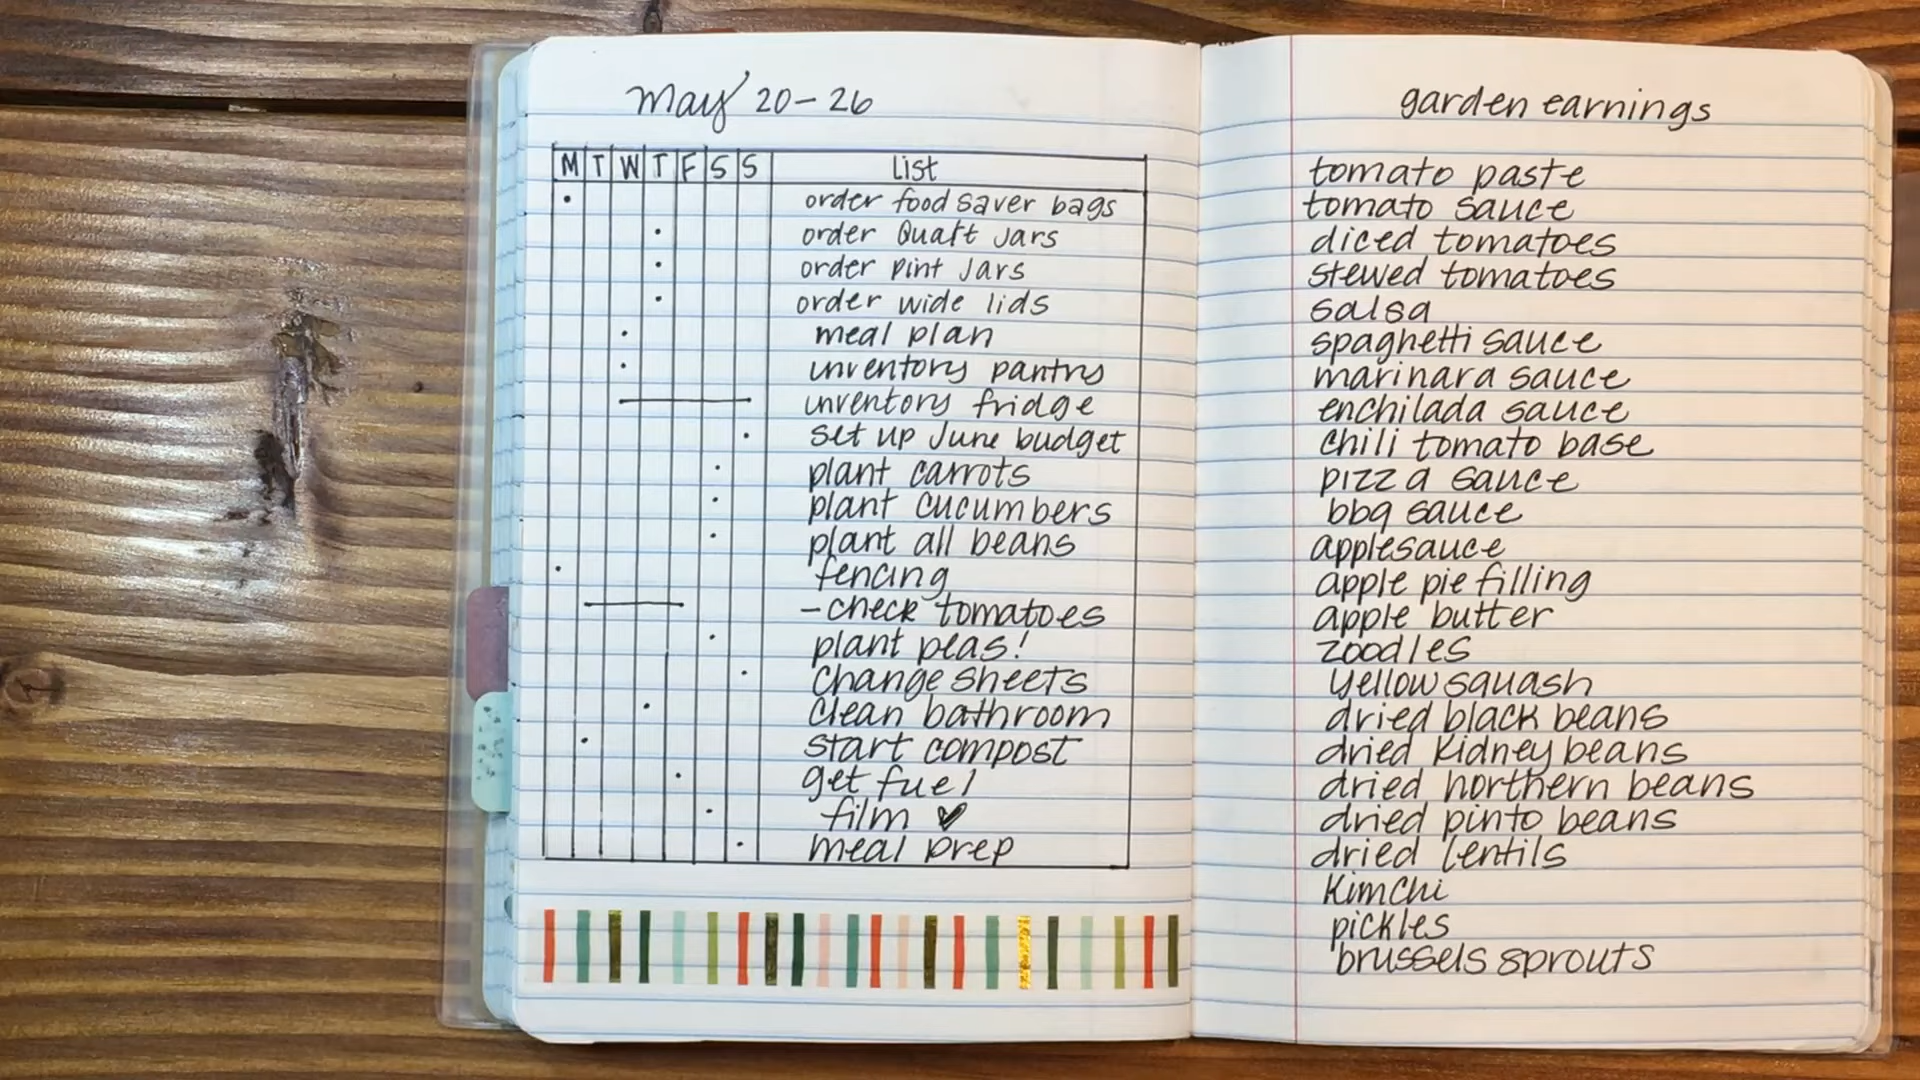 may 20-26
M T W T F S S List
order food saver bags
order Quart Jars
order pint Jars
order wide lids
meal plan
inventory pantry
inventory fridge
set up June budget
plant carrots
plant cucumbers
plant all beans
fencing
- check tomatoes
plant peas!
change sheets
clean bathroom
start compost
get fuel
film ♥
meal prep
garden earnings
tomato paste
tomato sauce
diced tomatoes
stewed tomatoes
salsa
spaghetti sauce
marinara sauce
enchilada sauce
chili tomato base
pizza sauce
bbq sauce
applesauce
apple pie filling
apple butter
zoodles
yellow squash
dried black beans
dried kidney beans
dried northern beans
dried pinto beans
dried lentils
kimchi
pickles
brussels sprouts